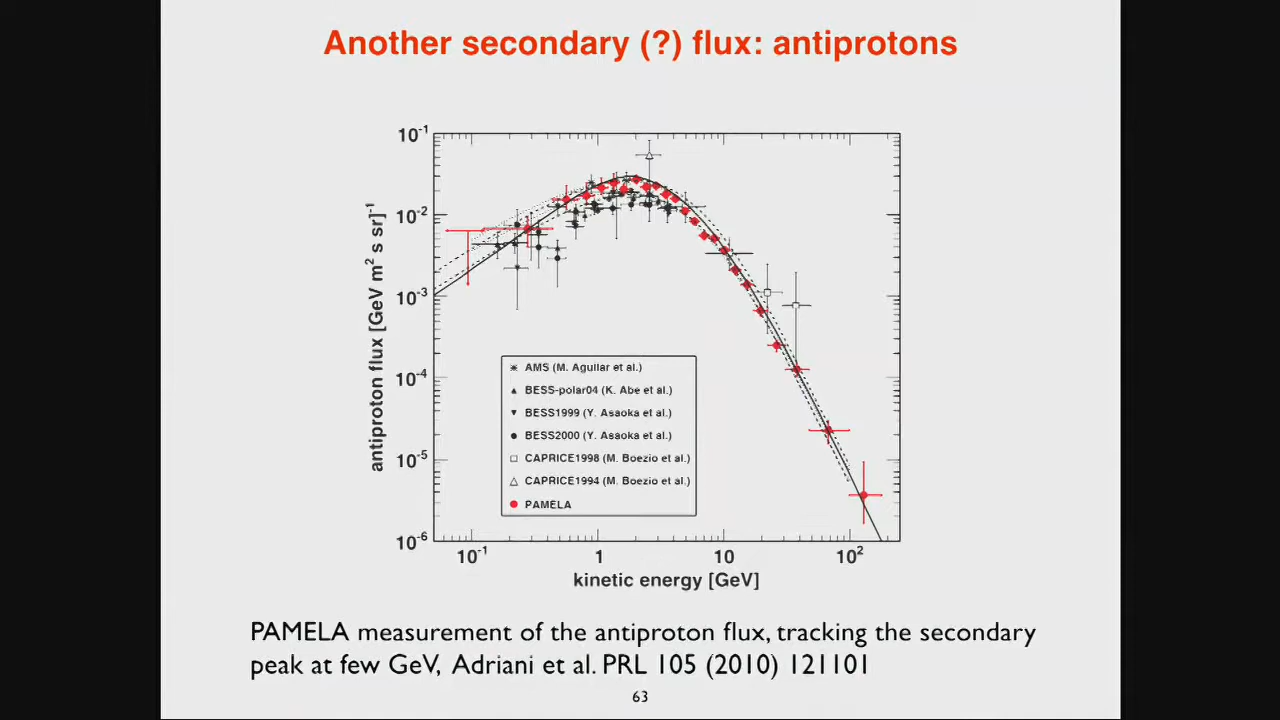 Another secondary (?) flux: antiprotons
antiproton flux [GeV m² s sr]⁻¹
10⁻¹
10⁻²
10⁻³
10⁻⁴
10⁻⁵
10⁻⁶
AMS (M. Aguilar et al.)
BESS-polar04 (K. Abe et al.)
BESS1999 (Y. Asaoka et al.)
BESS2000 (Y. Asaoka et al.)
CAPRICE1998 (M. Boezio et al.)
CAPRICE1994 (M. Boezio et al.)
PAMELA
10⁻¹ 1 10 10²
kinetic energy [GeV]
PAMELA measurement of the antiproton flux, tracking the secondary
peak at few GeV, Adriani et al. PRL 105 (2010) 121101
63